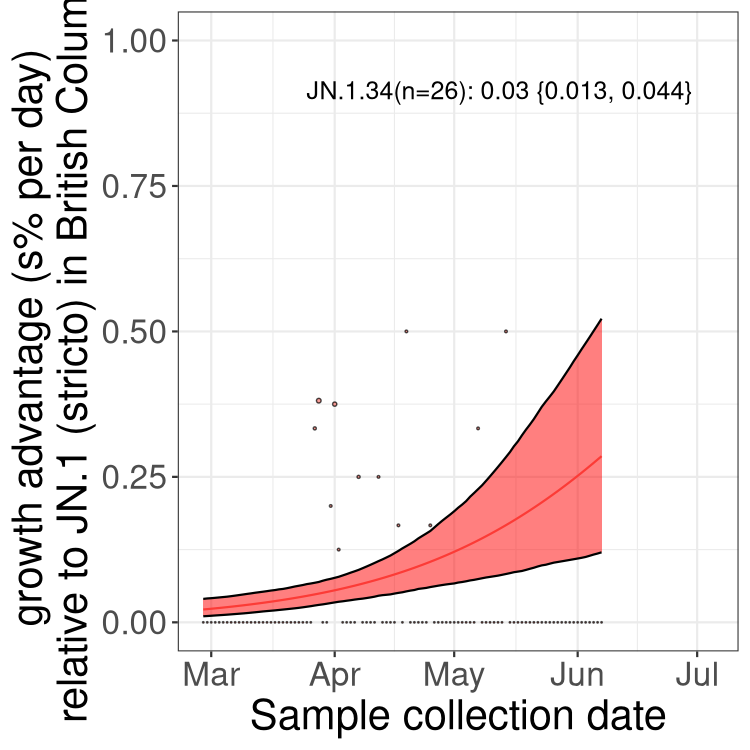 growth advantage (s% per day)
relative to JN.1 (stricto) in British Colum
1.00
0.75
0.50
0.25
0.00
JN.1.34(n=26): 0.03 {0.013, 0.044}
Mar Apr May Jun Jul
Sample collection date